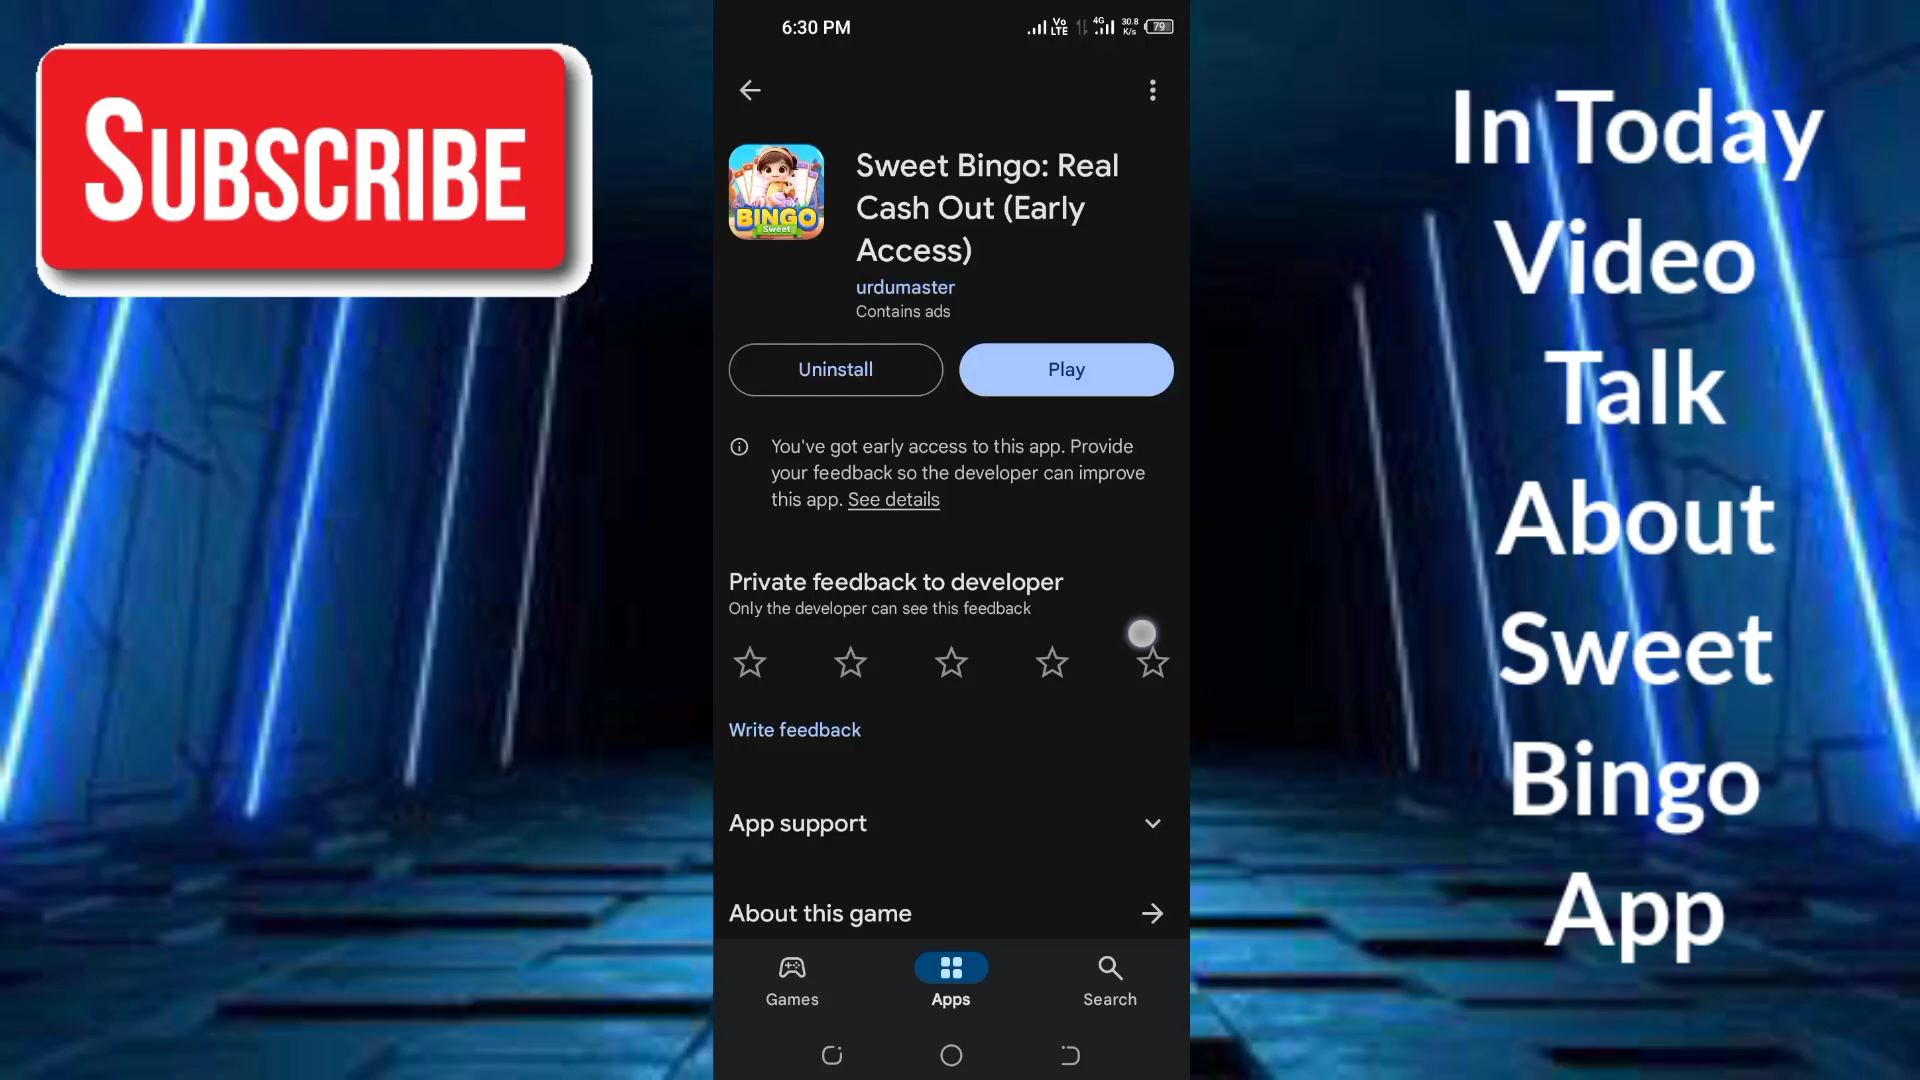 SUBSCRIBE
6:30 PM
Vo
LTE
4G
30.8
K/s
79
BINGO
Sweet
Sweet Bingo: Real
Cash Out (Early
Access)
urdumaster
Contains ads
Uninstall
Play
You've got early access to this app. Provide
your feedback so the developer can improve
this app. See details
Private feedback to developer
Only the developer can see this feedback
Write feedback
App support
About this game
Games
Apps
Search
In Today
Video
Talk
About
Sweet
Bingo
App